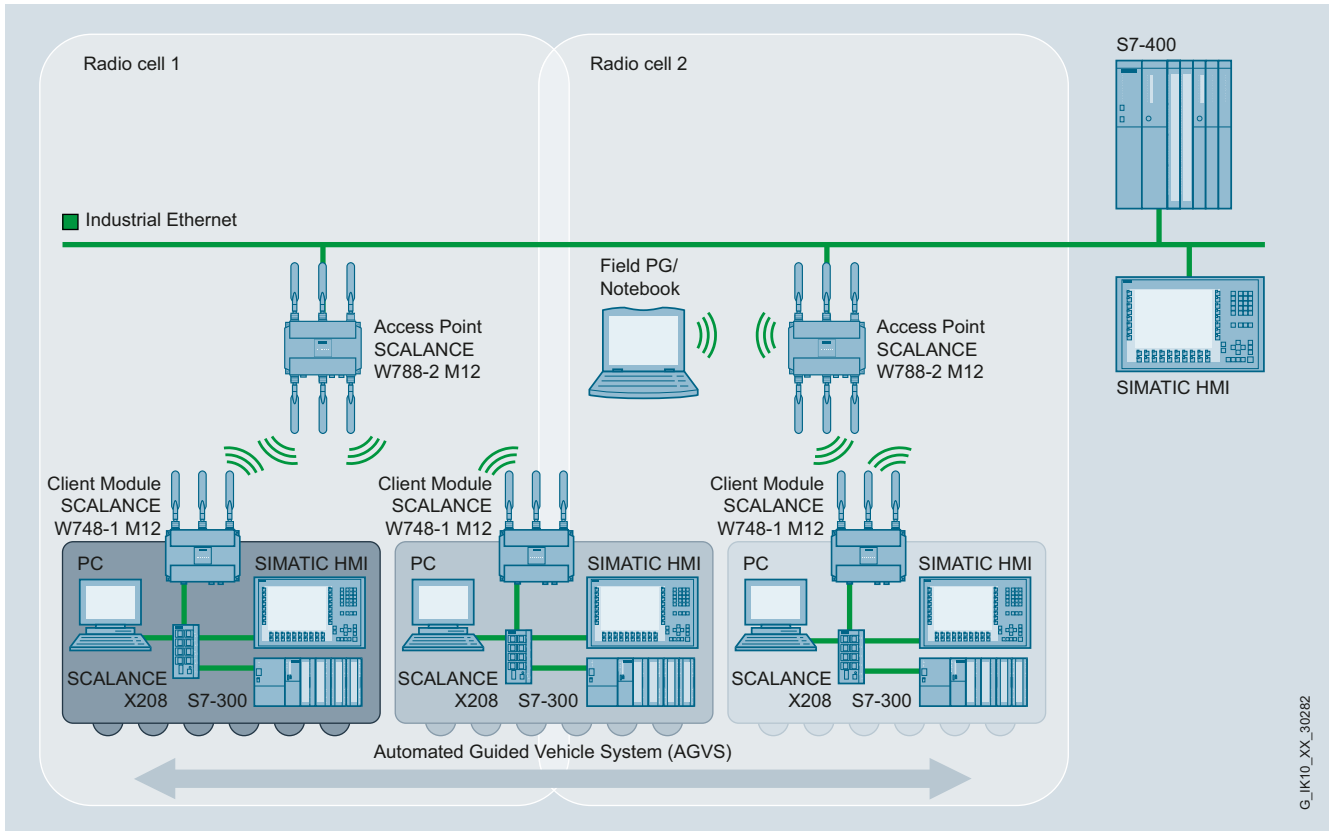 Radio cell 1
Radio cell 2
S7-400
Industrial Ethernet
Field PG/
Notebook
Access Point
SCALANCE
W788-2 M12
Access Point
SCALANCE
W788-2 M12
SIMATIC HMI
Client Module
SCALANCE
W748-1 M12
Client Module
SCALANCE
W748-1 M12
Client Module
SCALANCE
W748-1 M12
PC
SIMATIC HMI
SCALANCE
X208
S7-300
PC
SIMATIC HMI
SCALANCE
X208
S7-300
PC
SIMATIC HMI
SCALANCE
X208
S7-300
Automated Guided Vehicle System (AGVS)
G_IK10_XX_30282